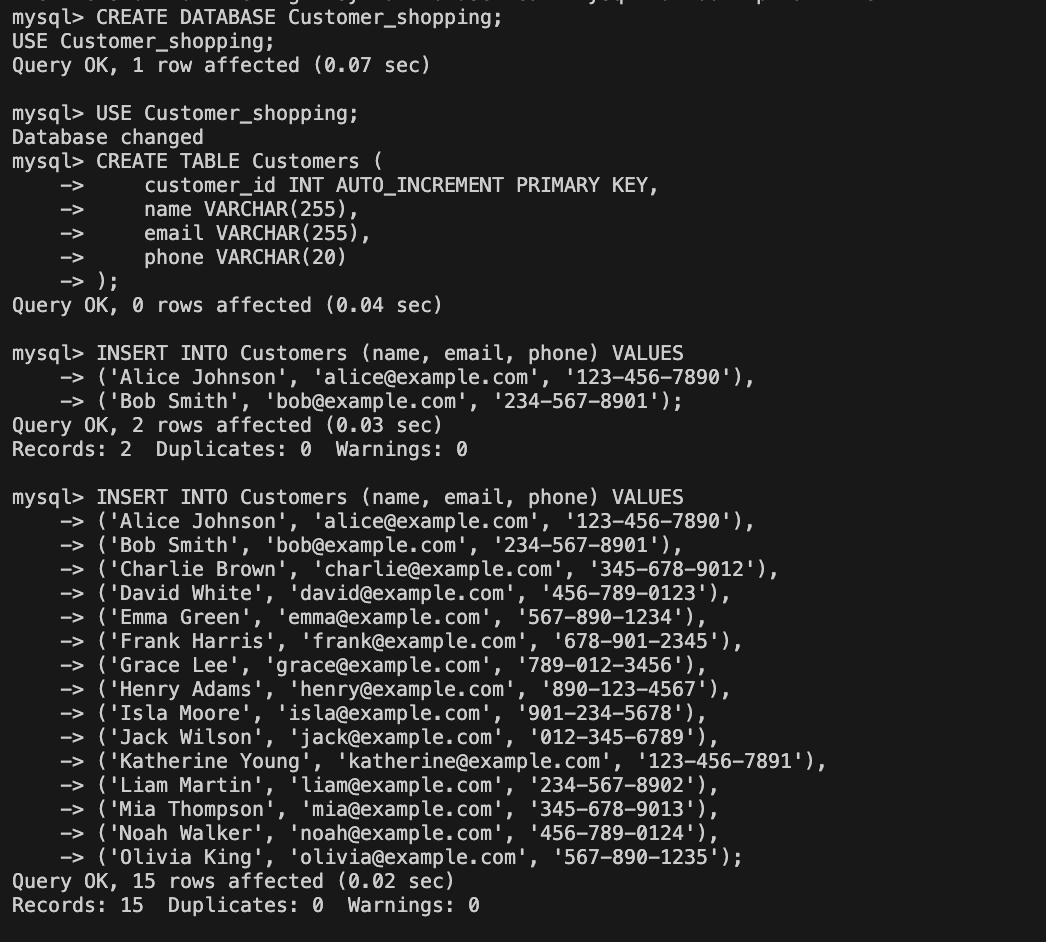 mysql> CREATE DATABASE Customer_shopping;
USE Customer_shopping;
Query OK, 1 row affected (0.07 sec)
mysql> USE Customer_shopping;
Database changed
mysql> CREATE TABLE Customers (
    ->     customer_id INT AUTO_INCREMENT PRIMARY KEY,
    ->     name VARCHAR(255),
    ->     email VARCHAR(255),
    ->     phone VARCHAR(20)
    -> );
Query OK, 0 rows affected (0.04 sec)
mysql> INSERT INTO Customers (name, email, phone) VALUES
    -> ('Alice Johnson', 'alice@example.com', '123-456-7890'),
    -> ('Bob Smith', 'bob@example.com', '234-567-8901');
Query OK, 2 rows affected (0.03 sec)
Records: 2  Duplicates: 0  Warnings: 0
mysql> INSERT INTO Customers (name, email, phone) VALUES
    -> ('Alice Johnson', 'alice@example.com', '123-456-7890'),
    -> ('Bob Smith', 'bob@example.com', '234-567-8901'),
    -> ('Charlie Brown', 'charlie@example.com', '345-678-9012'),
    -> ('David White', 'david@example.com', '456-789-0123'),
    -> ('Emma Green', 'emma@example.com', '567-890-1234'),
    -> ('Frank Harris', 'frank@example.com', '678-901-2345'),
    -> ('Grace Lee', 'grace@example.com', '789-012-3456'),
    -> ('Henry Adams', 'henry@example.com', '890-123-4567'),
    -> ('Isla Moore', 'isla@example.com', '901-234-5678'),
    -> ('Jack Wilson', 'jack@example.com', '012-345-6789'),
    -> ('Katherine Young', 'katherine@example.com', '123-456-7891'),
    -> ('Liam Martin', 'liam@example.com', '234-567-8902'),
    -> ('Mia Thompson', 'mia@example.com', '345-678-9013'),
    -> ('Noah Walker', 'noah@example.com', '456-789-0124'),
    -> ('Olivia King', 'olivia@example.com', '567-890-1235');
Query OK, 15 rows affected (0.02 sec)
Records: 15  Duplicates: 0  Warnings: 0